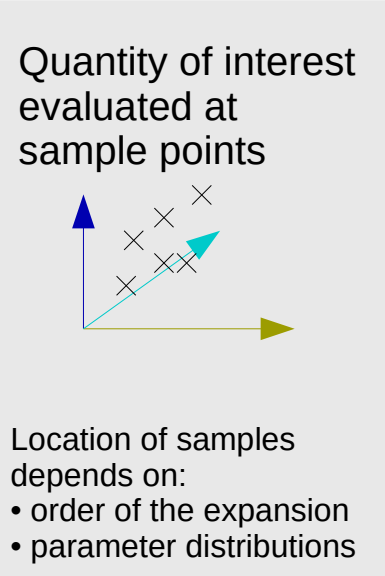 Quantity of interest
evaluated at
sample points
Location of samples
depends on:
• order of the expansion
• parameter distributions